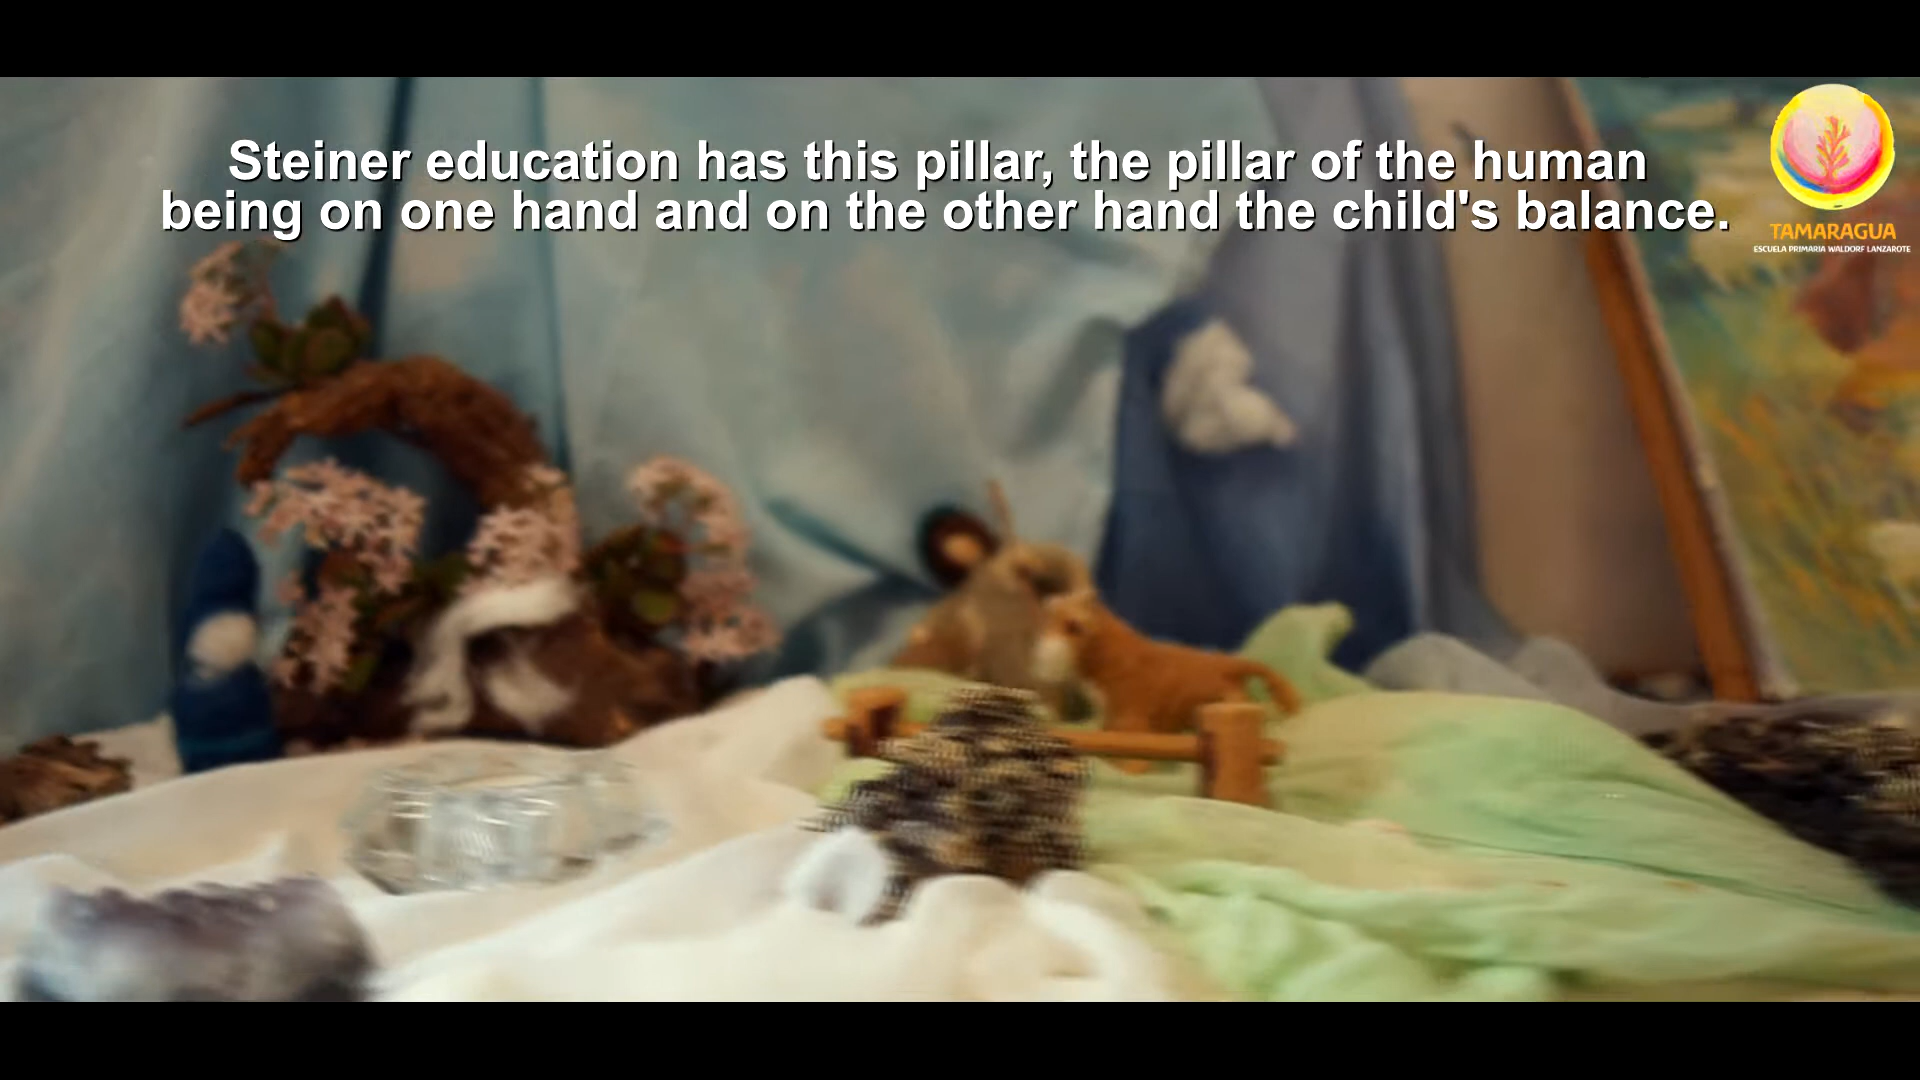 Steiner education has this pillar, the pillar of the human
being on one hand and on the other hand the child's balance.
TAMARAGUA
ESCUELA PRIMARIA WALDORF LANZAROTE